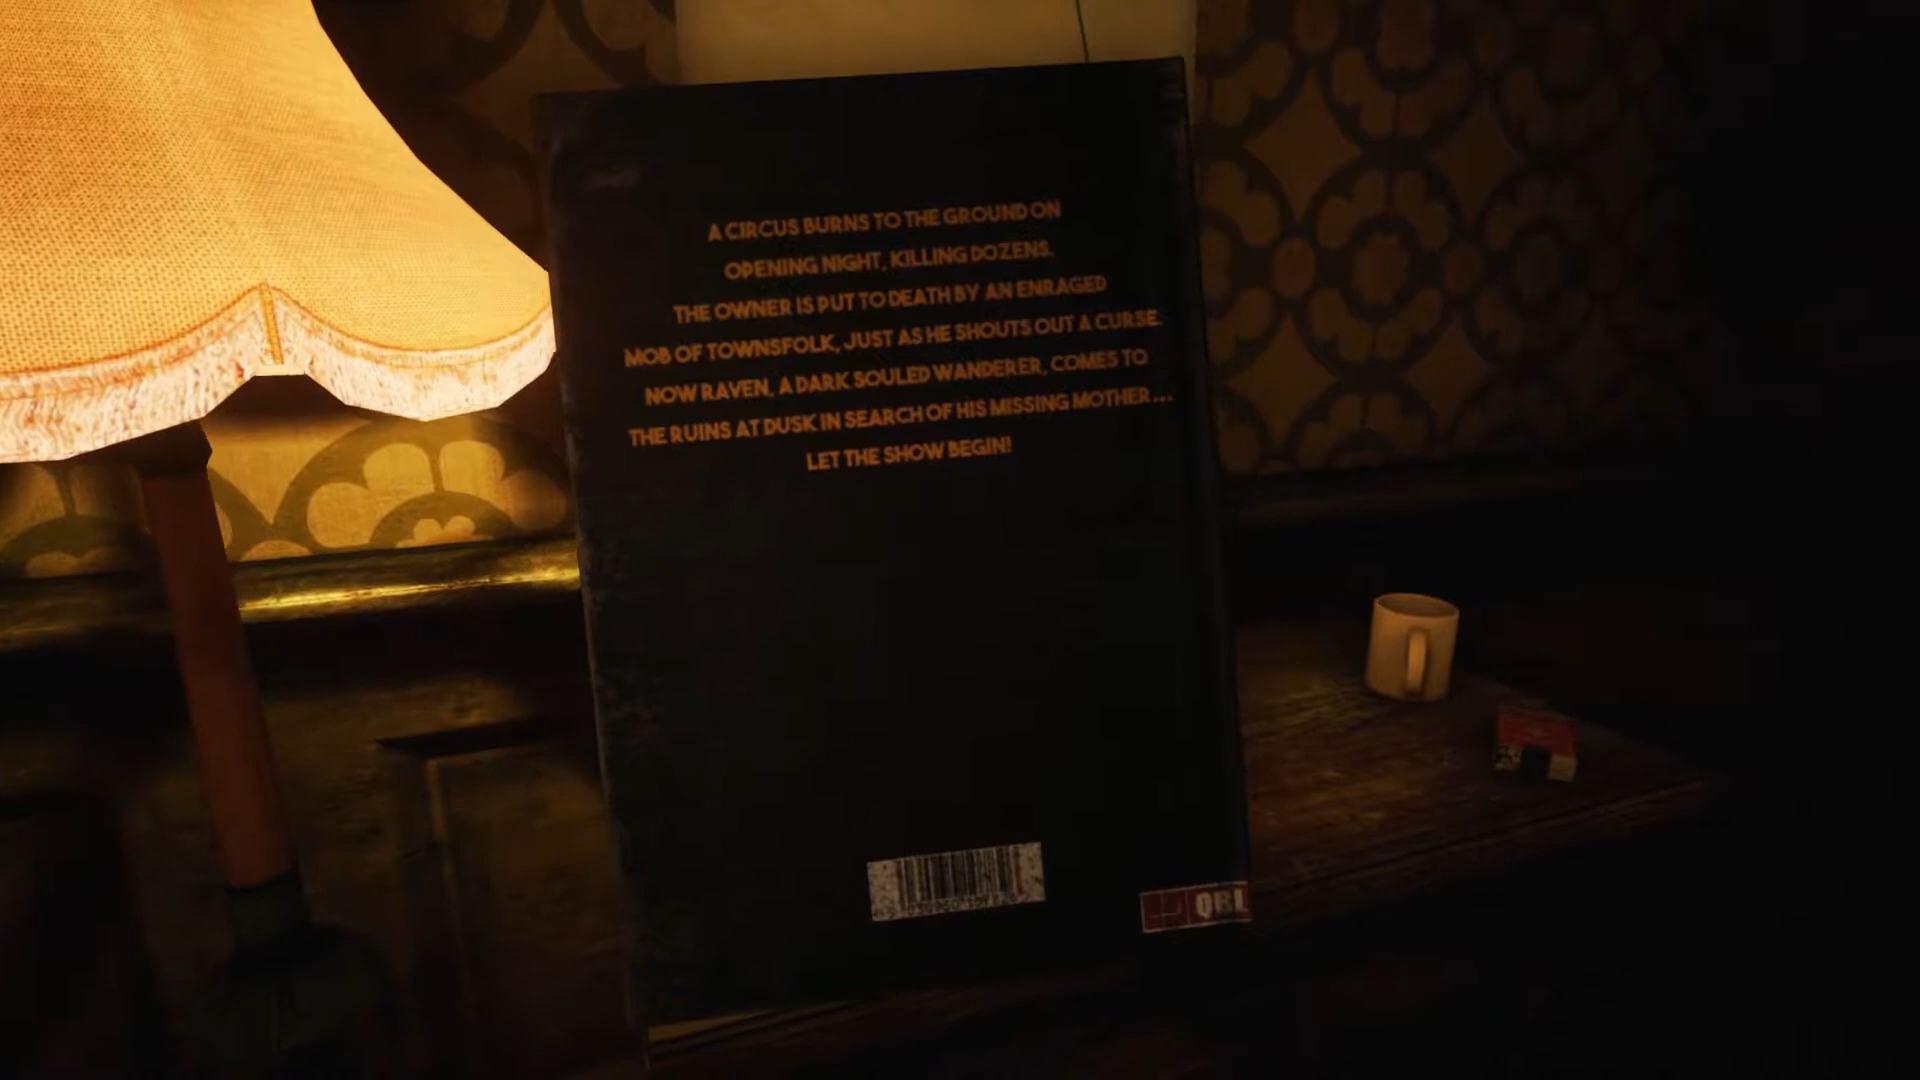 A CIRCUS BURNS TO THE GROUND ON
OPENING NIGHT, KILLING DOZENS.
THE OWNER IS PUT TO DEATH BY AN ENRAGED
MOB OF TOWNSFOLK, JUST AS HE SHOUTS OUT A CURSE.
NOW RAVEN, A DARK SOULED WANDERER, COMES TO
THE RUINS AT DUSK IN SEARCH OF HIS MISSING MOTHER...
LET THE SHOW BEGIN!